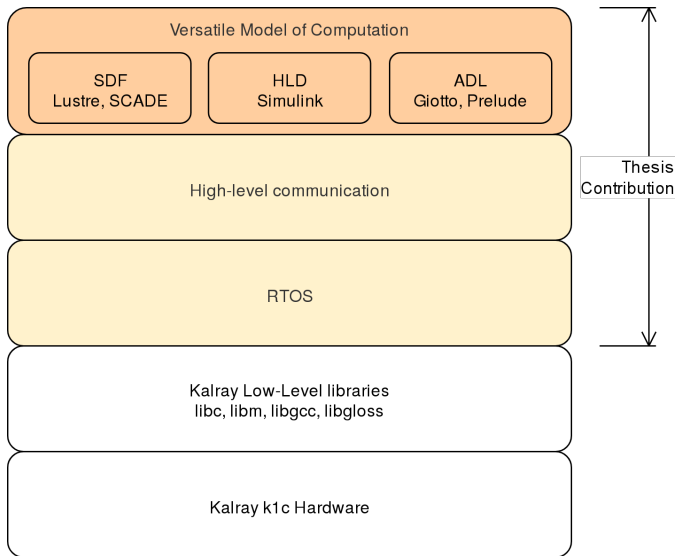 Versatile Model of Computation
SDF
Lustre, SCADE
HLD
Simulink
ADL
Giotto, Prelude
Thesis
Contribution
High-level communication
RTOS
Kalray Low-Level libraries
libc, libm, libgcc, libgloss
Kalray k1c Hardware